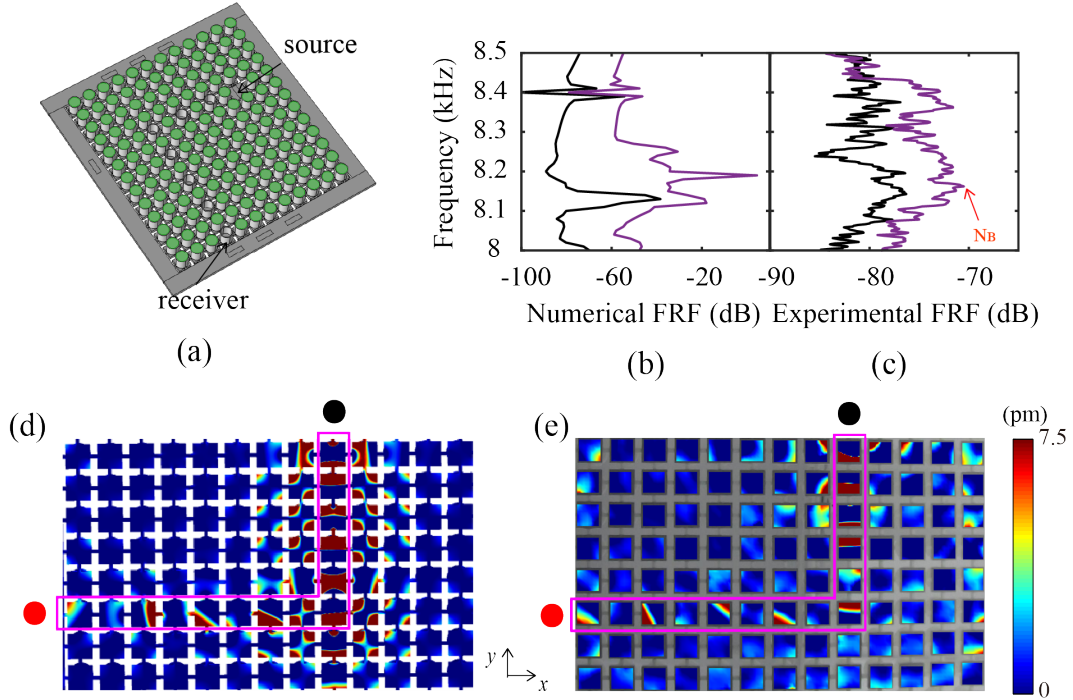 source
receiver
(a)
Frequency (kHz)
8.5
8.4
8.3
8.2
8.1
8
-100
-60
-20
-90
-80
-70
NB
Numerical FRF (dB)
Experimental FRF (dB)
(b)
(c)
(d)
(e)
(pm)
7.5
0
y
x